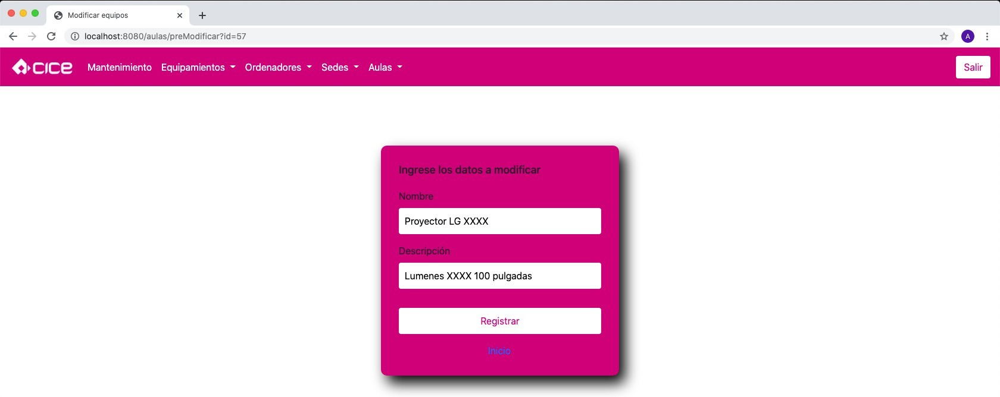 Modificar equipos
localhost:8080/aulas/preModificar?id=57
A
CICE Mantenimiento Equipamientos Ordenadores Sedes Aulas Salir
Ingrese los datos a modificar
Nombre
Proyector LG XXXX
Descripción
Lumenes XXXX 100 pulgadas
Registrar
Inicio